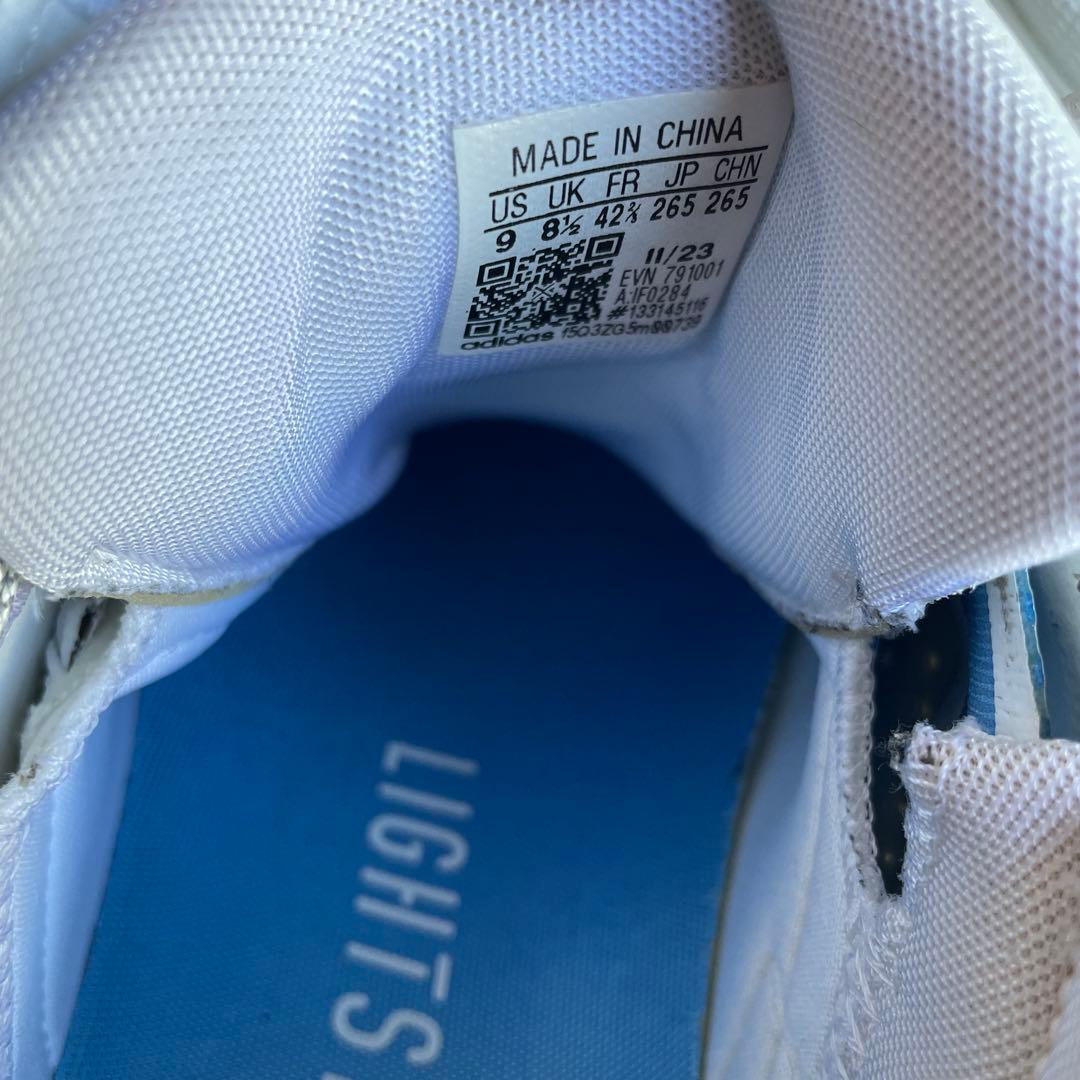 MADE IN CHINA
US UK FR JP CHN
9 8½ 42⅔ 265 265
11/23
EVN 791001
A:IF0284
#133145116
adidas
LIGHTS